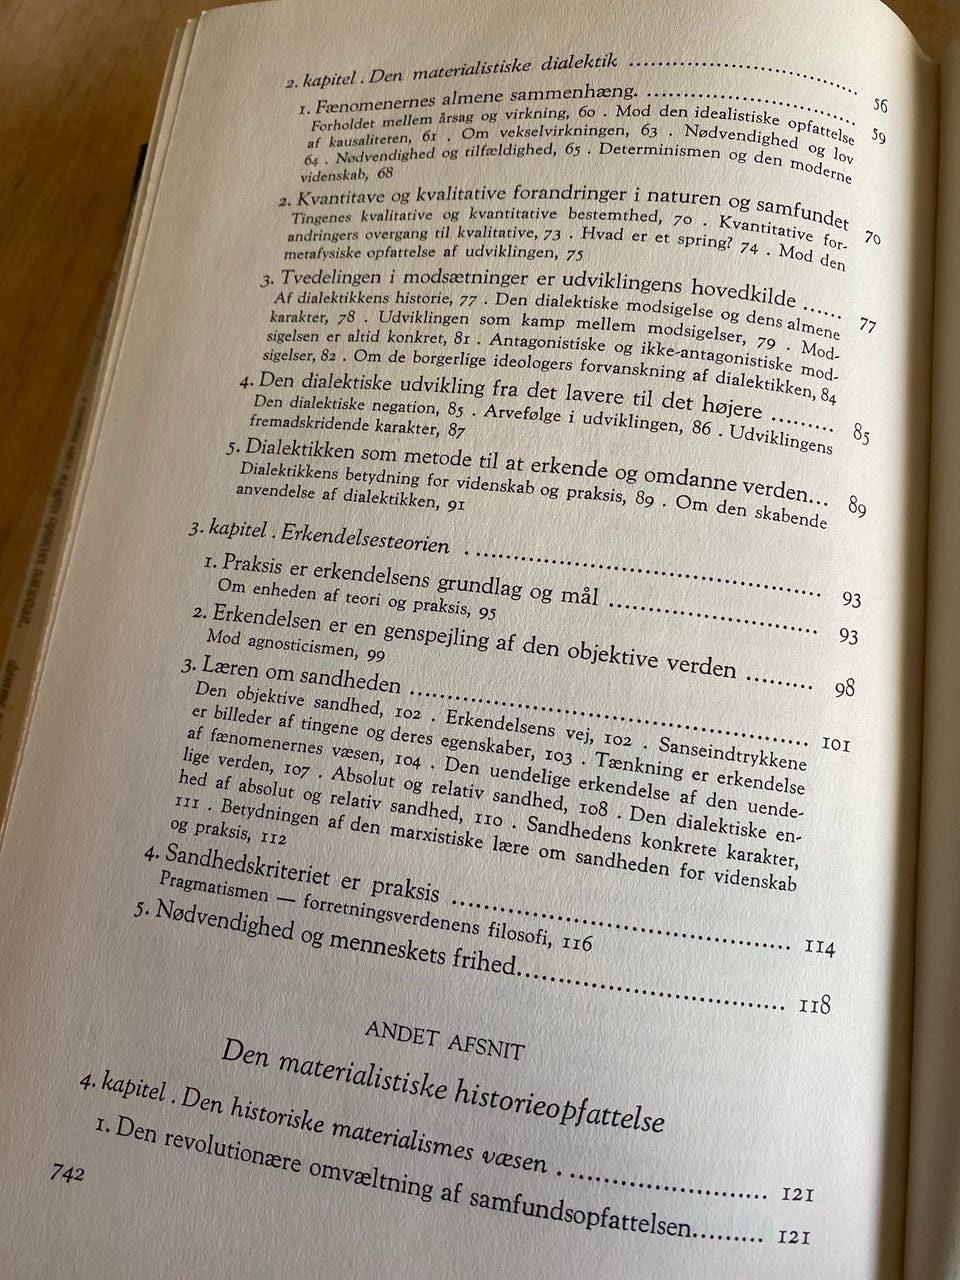 2. kapitel . Den materialistiske dialektik .......................... 56
1. Fænomenernes almene sammenhæng. .......................... 59
Forholdet mellem årsag og virkning, 60 . Mod den idealistiske opfattelse
af kausaliteren, 61 . Om vekselvirkningen, 63 . Nødvendighed og lov
64 . Nødvendighed og tilfældighed, 65 . Determinismen og den moderne
videnskab, 68
2. Kvantitave og kvalitative forandringer i naturen og samfundet 70
Tingenes kvalitative og kvantitative bestemthed, 70 . Kvantitative for-
andringers overgang til kvalitative, 73 . Hvad er et spring? 74 . Mod den
metafysiske opfattelse af udviklingen, 75
3. Tvedelingen i modsætninger er udviklingens hovedkilde ...... 77
Af dialektikkens historie, 77 . Den dialektiske modsigelse og dens almene
karakter, 78 . Udviklingen som kamp mellem modsigelser, 79 . Mod-
sigelsen er altid konkret, 81 . Antagonistiske og ikke-antagonistiske mod-
sigelser, 82 . Om de borgerlige ideologers forvanskning af dialektikken, 84
4. Den dialektiske udvikling fra det lavere til det højere ......... 85
Den dialektiske negation, 85 . Arvefølge i udviklingen, 86 . Udviklingens
fremadskridende karakter, 87
5. Dialektikken som metode til at erkende og omdanne verden... 89
Dialektikkens betydning for videnskab og praksis, 89 . Om den skabende
anvendelse af dialektikken, 91
3. kapitel . Erkendelsesteorien .......................................... 93
1. Praksis er erkendelsens grundlag og mål ......................... 93
Om enheden af teori og praksis, 95
2. Erkendelsen er en genspejling af den objektive verden ......... 98
Mod agnosticismen, 99
3. Læren om sandheden ................................................ 101
Den objektive sandhed, 102 . Erkendelsens vej, 102 . Sanseindtrykkene
er billeder af tingene og deres egenskaber, 103 . Tænkning er erkendelse
af fænomenernes væsen, 104 . Den uendelige erkendelse af den uende-
lige verden, 107 . Absolut og relativ sandhed, 108 . Den dialektiske en-
hed af absolut og relativ sandhed, 110 . Sandhedens konkrete karakter,
111 . Betydningen af den marxistiske lære om sandheden for videnskab
og praksis, 112
4. Sandhedskriteriet er praksis ......................................... 114
Pragmatismen — forretningsverdenens filosofi, 116
5. Nødvendighed og menneskets frihed................................ 118
ANDET AFSNIT
Den materialistiske historieopfattelse
4. kapitel . Den historiske materialismes væsen . ....................... 121
1. Den revolutionære omvæltning af samfundsopfattelsen......... 121
742